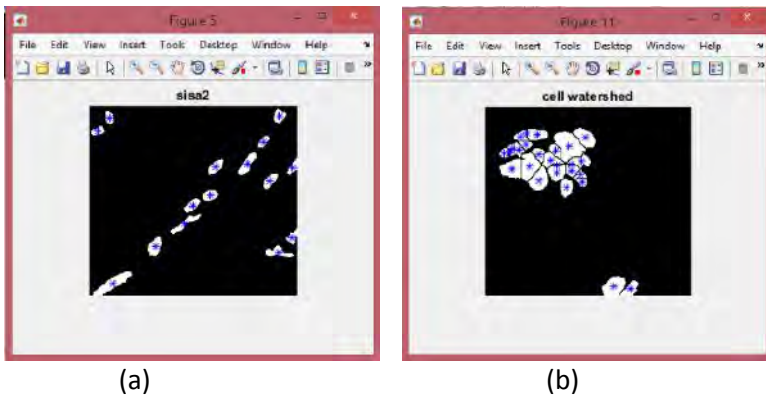 Figure 5
File Edit View Insert Tools Desktop Window Help
sisa2
(a)
Figure 11
File Edit View Insert Tools Desktop Window Help
cell watershed
(b)